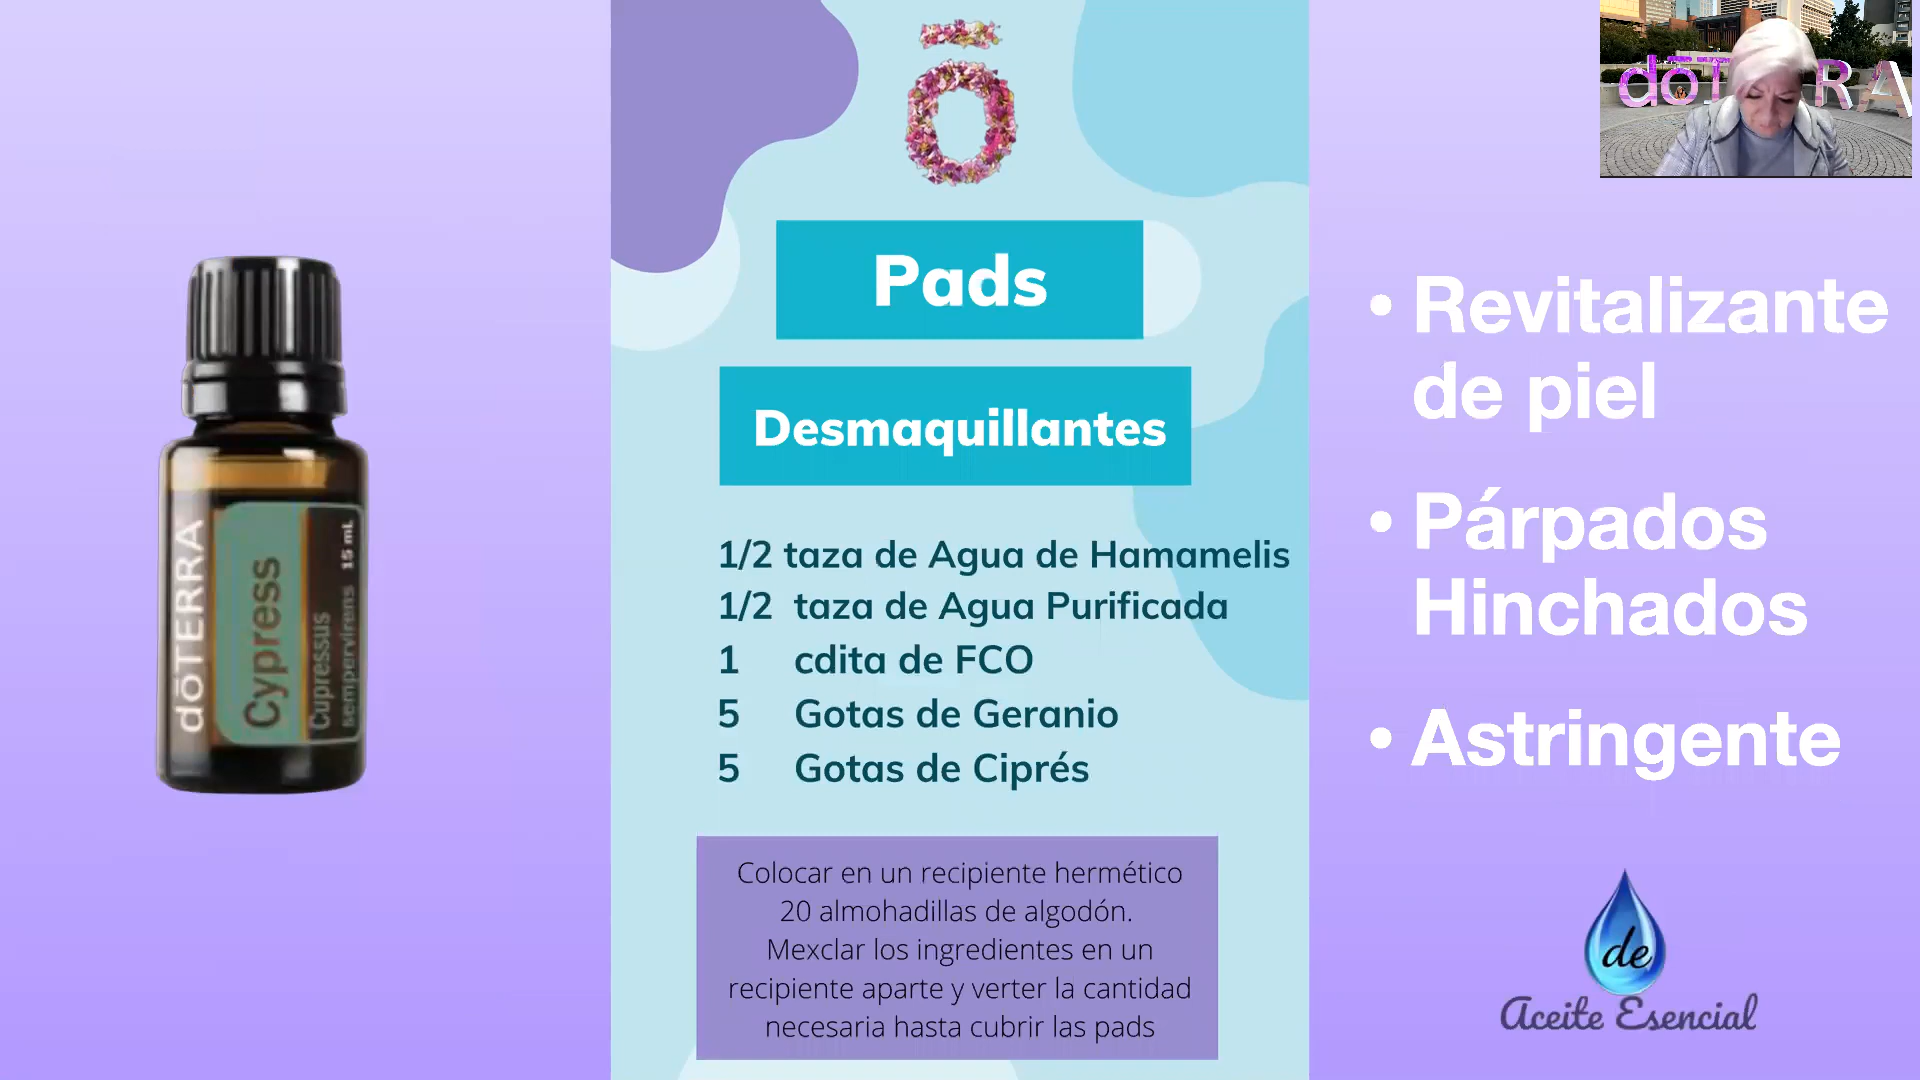 dōTERRA
Cypress
Cupressus
sempervirens 15 mL
Ō
Pads
Desmaquillantes
1/2 taza de Agua de Hamamelis
1/2 taza de Agua Purificada
1 cdita de FCO
5 Gotas de Geranio
5 Gotas de Ciprés
Colocar en un recipiente hermético
20 almohadillas de algodón.
Mexclar los ingredientes en un
recipiente aparte y verter la cantidad
necesaria hasta cubrir las pads
dōT RA
• Revitalizante
de piel
• Párpados
Hinchados
• Astringente
de
Aceite Esencial